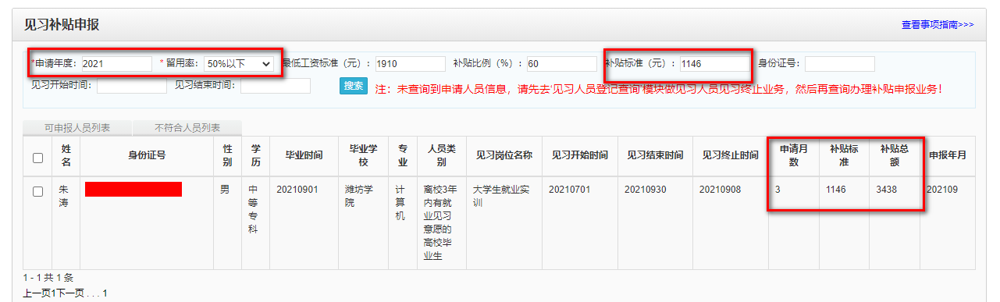 见习补贴申报
查看事项指南>>>
*申请年度: 2021 * 留用率: 50%以下 最低工资标准（元）: 1910 补贴比例（%）: 60 补贴标准（元）: 1146 身份证号:
见习开始时间: 见习结束时间: 搜索 注：未查询到申请人员信息，请先去'见习人员登记查询'模块做见习人员见习终止业务，然后再查询办理补贴申报业务！
可申报人员列表 不符合人员列表
姓名 身份证号 性别 学历 毕业时间 毕业学校 专业 人员类别 见习岗位名称 见习开始时间 见习结束时间 见习终止时间 申请月数 补贴标准 补贴总额 申报年月
朱涛 男 中等专科 20210901 潍坊学院 计算机 离校3年内有就业见习意愿的高校毕业生 大学生就业实训 20210701 20210930 20210908 3 1146 3438 202109
1 - 1 共 1 条
上一页1下一页 . . . 1